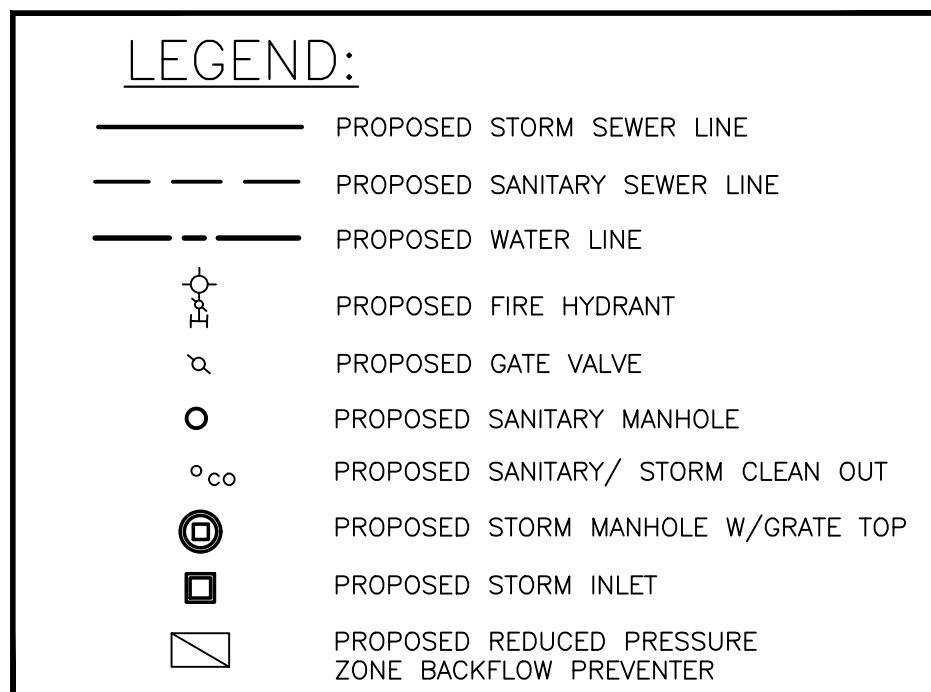 LEGEND:
PROPOSED STORM SEWER LINE
PROPOSED SANITARY SEWER LINE
PROPOSED WATER LINE
PROPOSED FIRE HYDRANT
PROPOSED GATE VALVE
PROPOSED SANITARY MANHOLE
CO PROPOSED SANITARY/ STORM CLEAN OUT
PROPOSED STORM MANHOLE W/GRATE TOP
PROPOSED STORM INLET
PROPOSED REDUCED PRESSURE
ZONE BACKFLOW PREVENTER